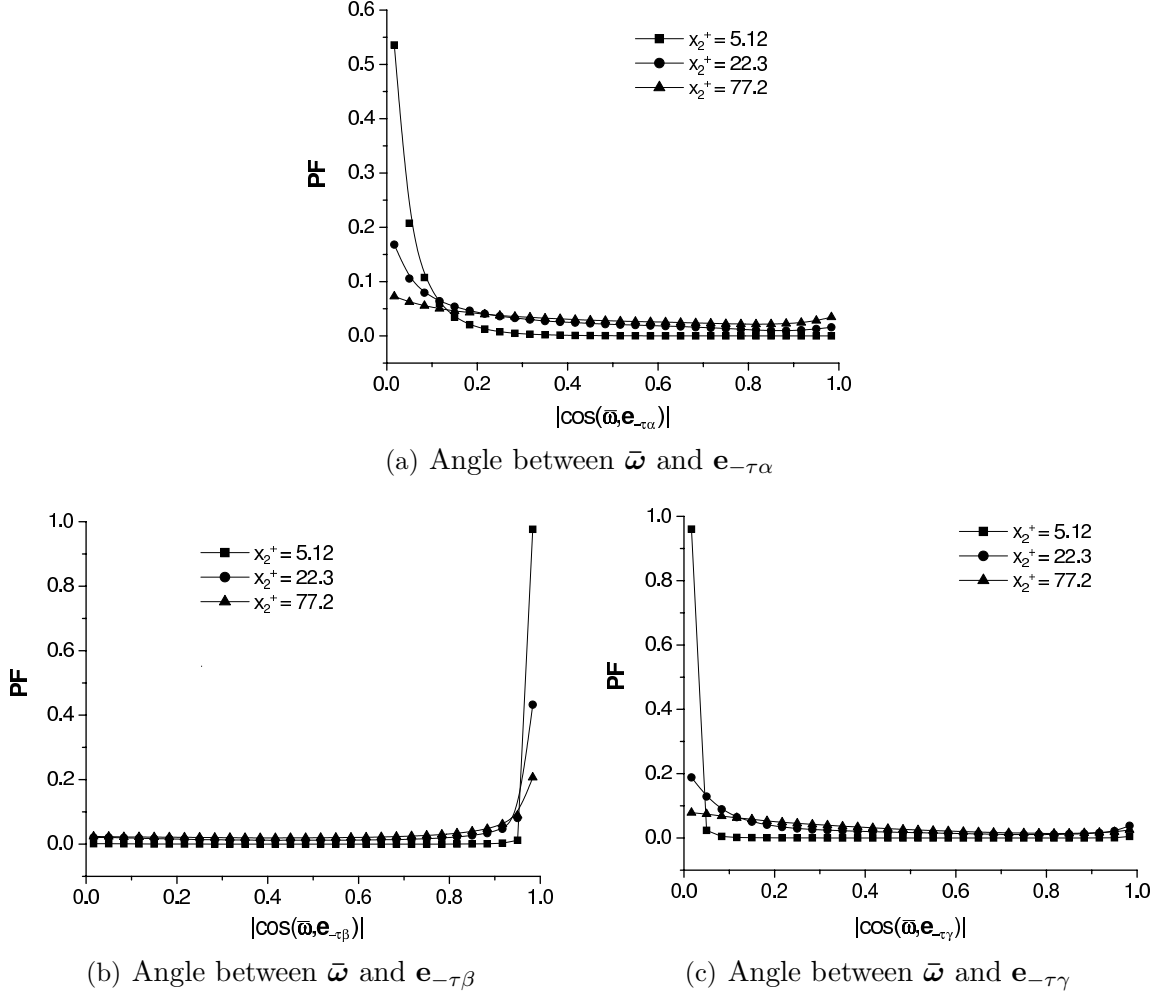 0.6
0.5
0.4
0.3
0.2
0.1
0.0
PF
x₂⁺ = 5.12
x₂⁺ = 22.3
x₂⁺ = 77.2
0.0 0.2 0.4 0.6 0.8 1.0
|cos(ω̄,e₋τα)|
(a) Angle between ω̄ and e₋τα
1.0
0.8
0.6
0.4
0.2
0.0
PF
x₂⁺ = 5.12
x₂⁺ = 22.3
x₂⁺ = 77.2
0.0 0.2 0.4 0.6 0.8 1.0
|cos(ω̄,e₋τβ)|
(b) Angle between ω̄ and e₋τβ
1.0
0.8
0.6
0.4
0.2
0.0
PF
x₂⁺ = 5.12
x₂⁺ = 22.3
x₂⁺ = 77.2
0.0 0.2 0.4 0.6 0.8 1.0
|cos(ω̄,e₋τγ)|
(c) Angle between ω̄ and e₋τγ